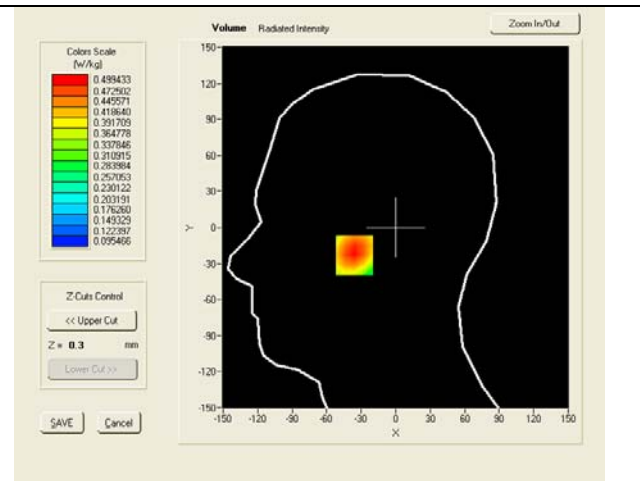 Volume Radiated Intensity
Zoom In/Out
Colors Scale
(W/kg)
0.499433
0.472502
0.445571
0.418640
0.391709
0.364778
0.337846
0.310915
0.283984
0.257053
0.230122
0.203191
0.176260
0.149329
0.122397
0.095466
Z-Cuts Control
<< Upper Cut
Z = 0.3 mm
Lower Cut >>
SAVE Cancel
Y
150
120
90
60
30
0
-30
-60
-90
-120
-150
-150 -120 -90 -60 -30 0 30 60 90 120 150
X